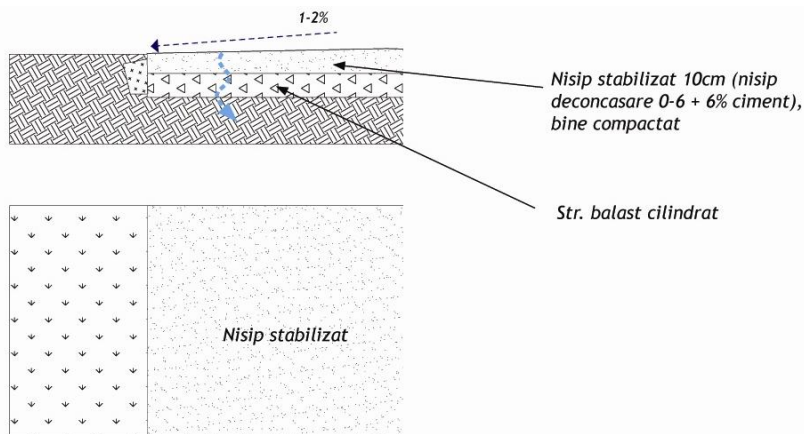 1-2%
Nisip stabilizat 10cm (nisip
deconcasare 0-6 + 6% ciment),
bine compactat
Str. balast cilindrat
Nisip stabilizat